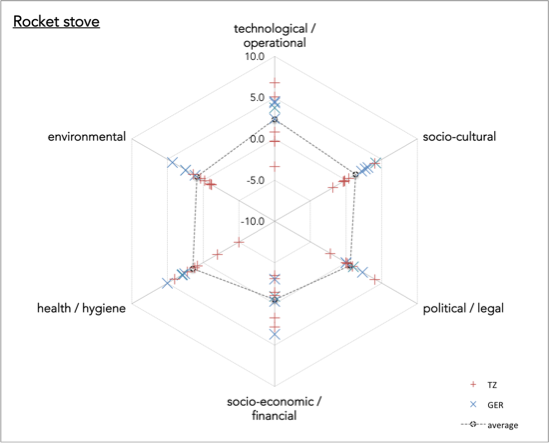 Rocket stove
technological /
operational
10.0
5.0
environmental
0.0
socio-cultural
-5.0
-10.0
health / hygiene
political / legal
socio-economic /
financial
TZ
GER
average